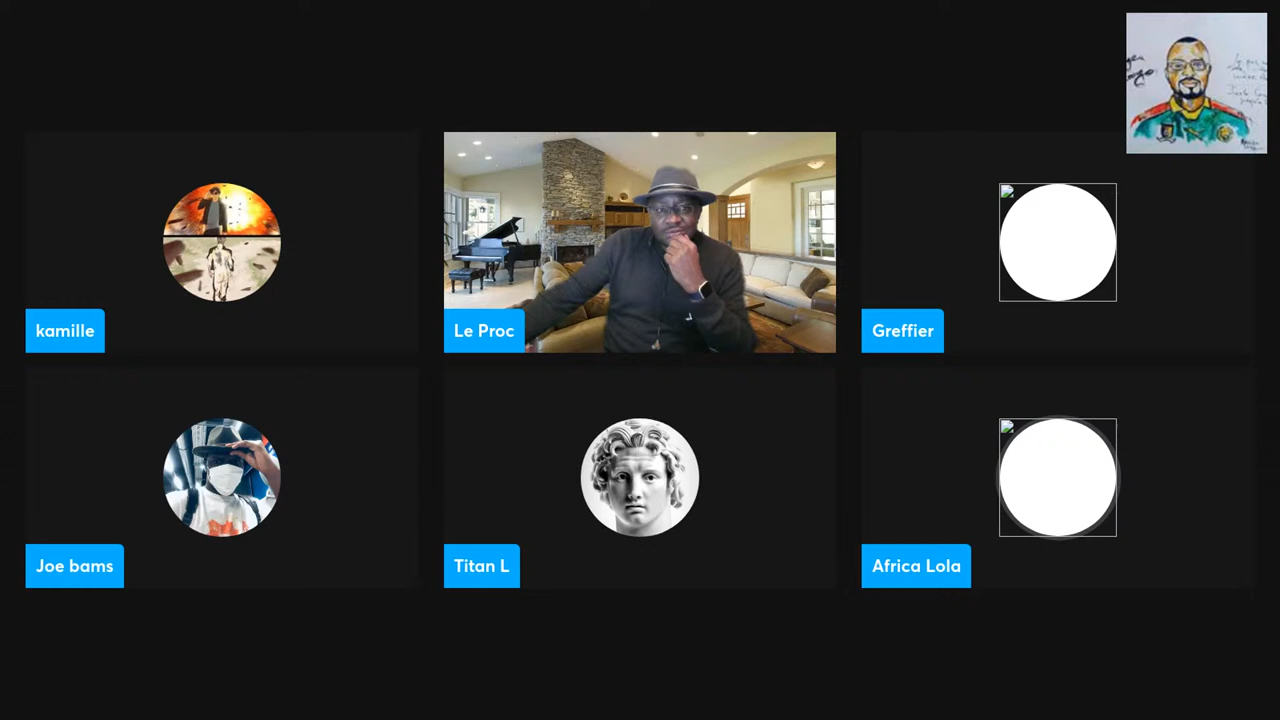 kamille
Le Proc
Greffier
Joe bams
Titan L
Africa Lola